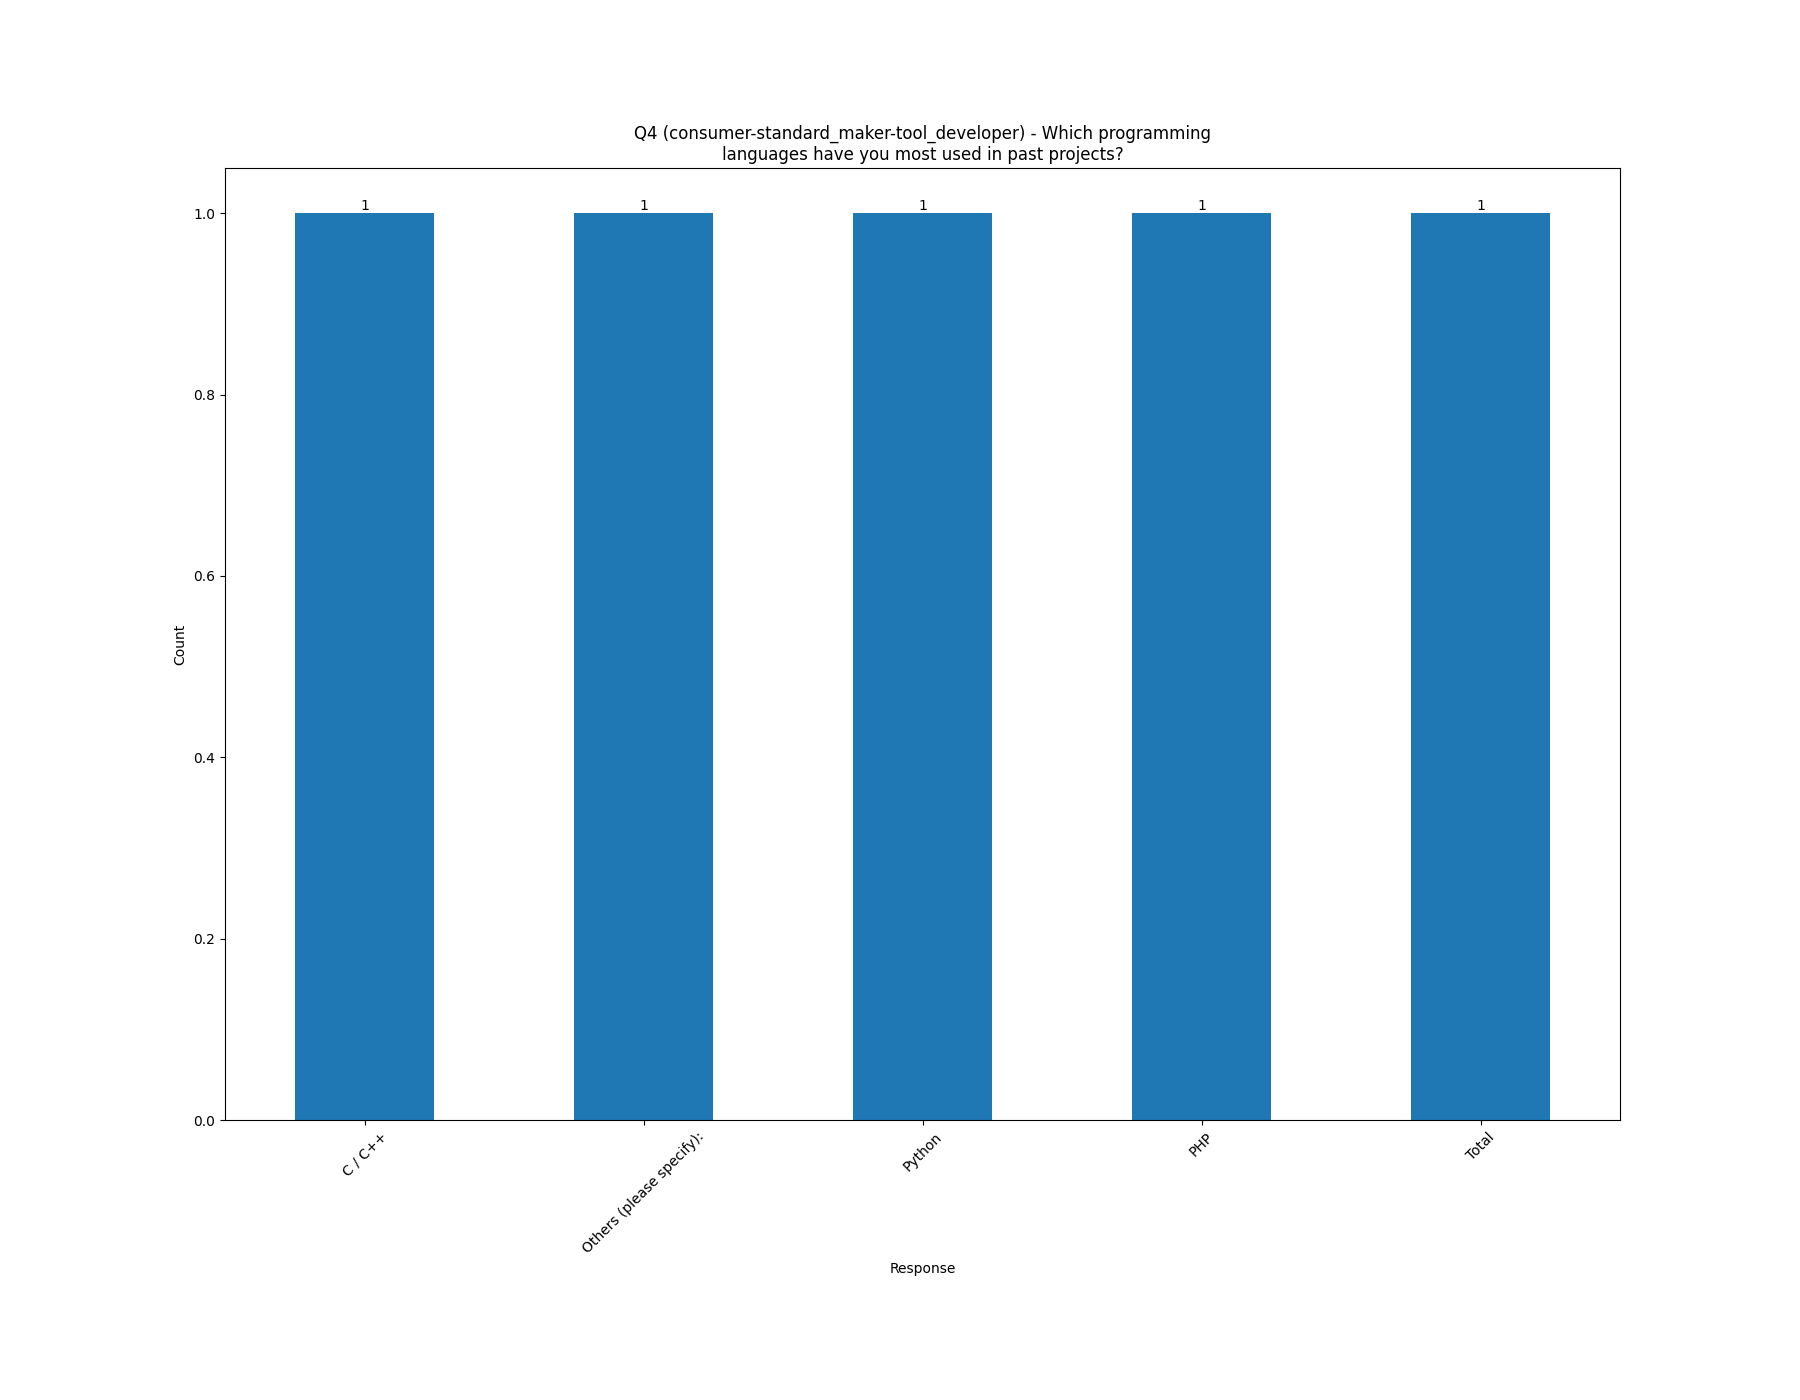 Q4 (consumer-standard_maker-tool_developer) - Which programming
languages have you most used in past projects?
1 1 1 1 1
1.0
0.8
0.6
0.4
0.2
0.0
Count
C / C++
Others (please specify):
Python
PHP
Total
Response